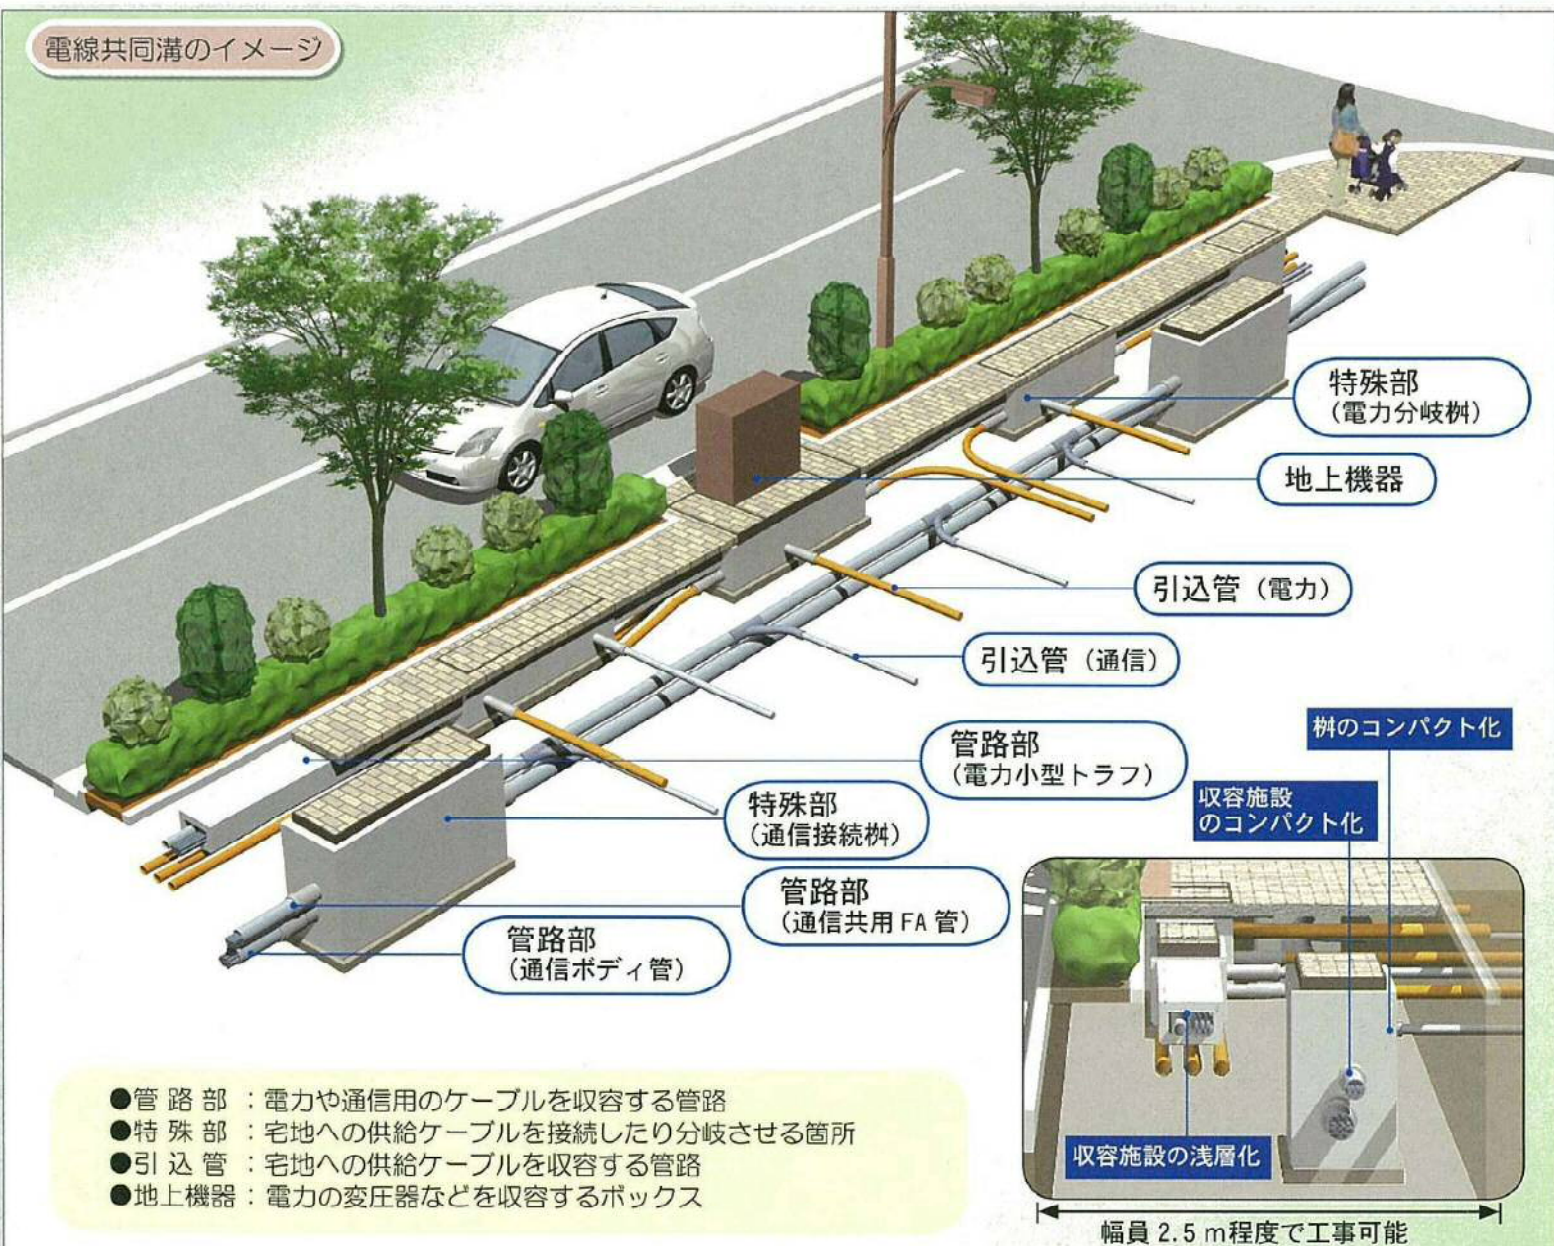 電線共同溝のイメージ
特殊部
(電力分岐桝)
地上機器
引込管(電力)
引込管(通信)
管路部
(電力小型トラフ)
特殊部
(通信接続桝)
管路部
(通信共用FA管)
管路部
(通信ボディ管)
桝のコンパクト化
収容施設
のコンパクト化
収容施設の浅層化
幅員2.5m程度で工事可能
●管路部:電力や通信用のケーブルを収容する管路
●特殊部:宅地への供給ケーブルを接続したり分岐させる箇所
●引込管:宅地への供給ケーブルを収容する管路
●地上機器:電力の変圧器などを収容するボックス